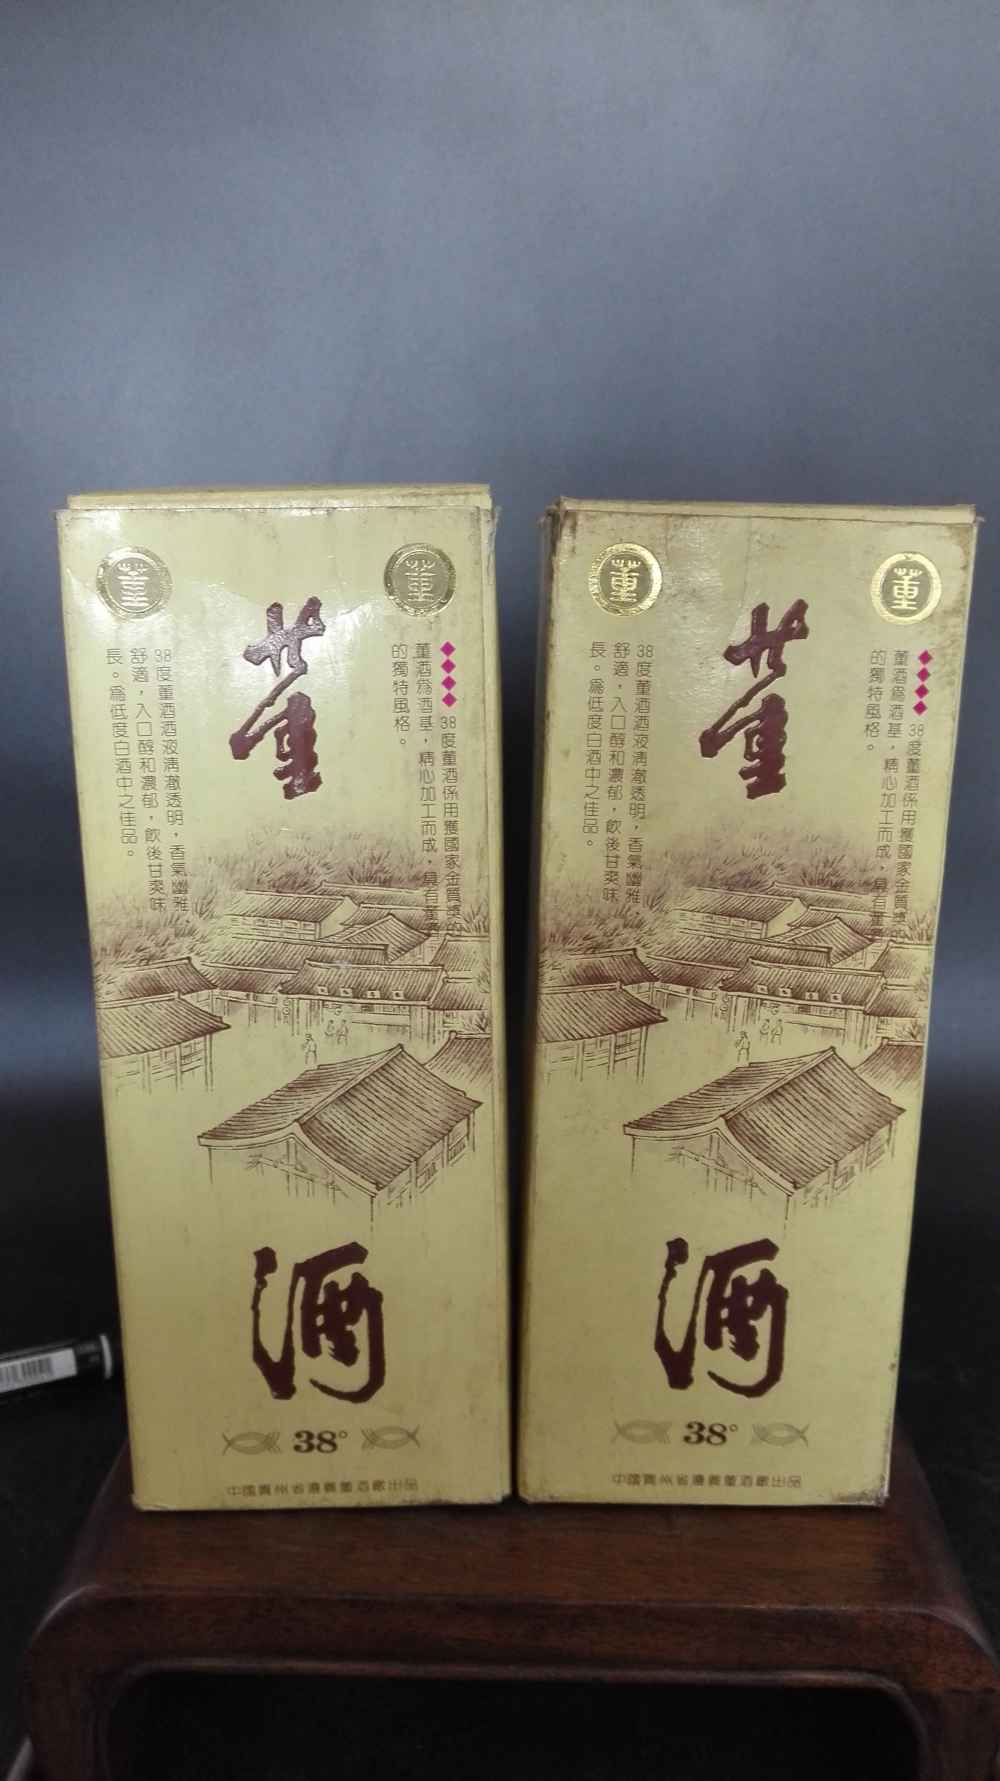 董
董
董
酒
◆◆◆◆38度董酒係用獲國家金質獎的
董酒為酒基，精心加工而成，具有董酒
的獨特風格。
38度董酒酒液清澈透明，香氣幽雅
舒適，入口醇和濃郁，飲後甘爽味
長。為低度白酒中之佳品。
38°
中國貴州省遵義董酒廠出品
董
董
董
酒
◆◆◆◆38度董酒係用獲國家金質獎的
董酒為酒基，精心加工而成，具有董酒
的獨特風格。
38度董酒酒液清澈透明，香氣幽雅
舒適，入口醇和濃郁，飲後甘爽味
長。為低度白酒中之佳品。
38°
中國貴州省遵義董酒廠出品